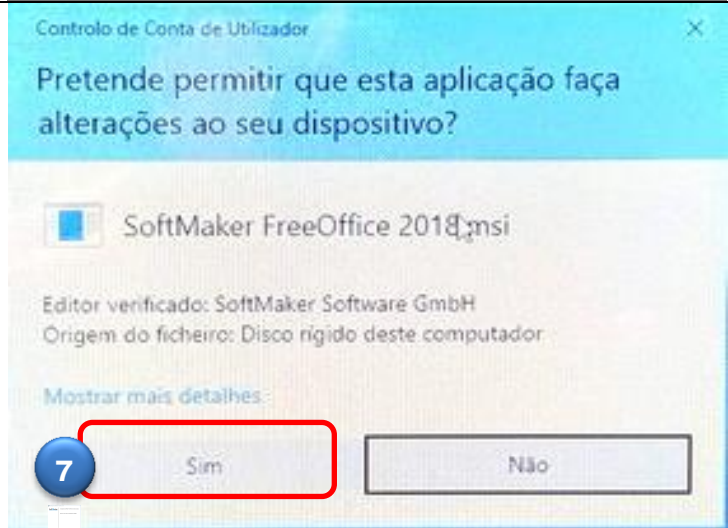 Controlo de Conta de Utilizador
Pretende permitir que esta aplicação faça
alterações ao seu dispositivo?
SoftMaker FreeOffice 2018.msi
Editor verificado: SoftMaker Software GmbH
Origem do ficheiro: Disco rígido deste computador
Mostrar mais detalhes
7
Sim
Não